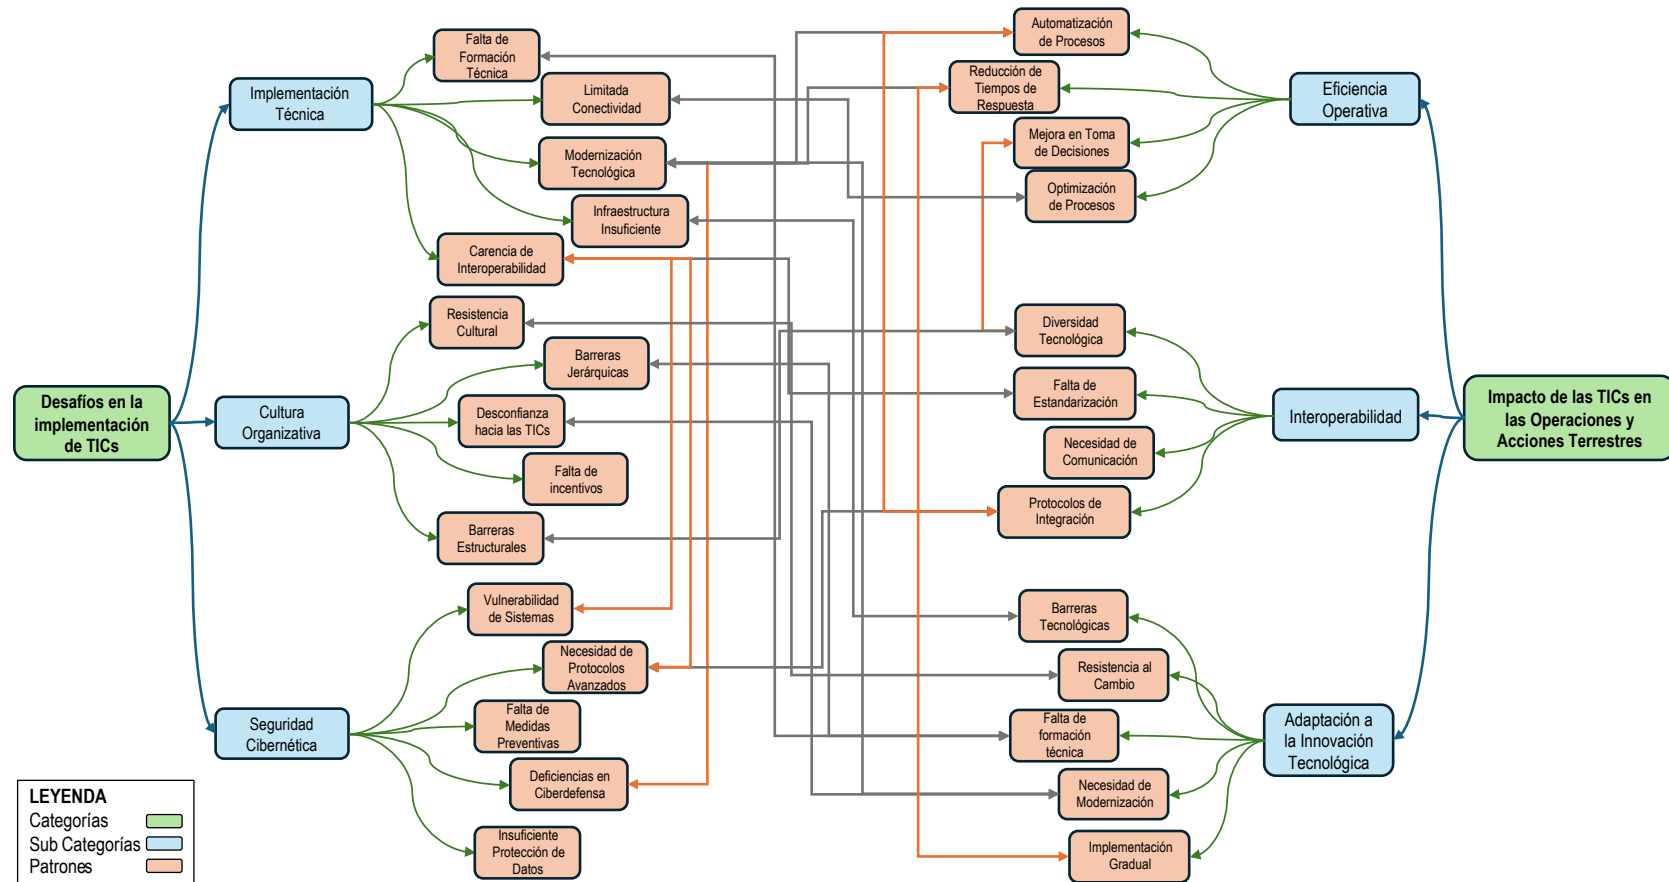 Desafíos en la
implementación
de TICs
Implementación
Técnica
Falta de
Formación
Técnica
Limitada
Conectividad
Modernización
Tecnológica
Infraestructura
Insuficiente
Carencia de
Interoperabilidad
Cultura
Organizativa
Resistencia
Cultural
Barreras
Jerárquicas
Desconfianza
hacia las TICs
Falta de
incentivos
Barreras
Estructurales
Seguridad
Cibernética
Vulnerabilidad
de Sistemas
Necesidad de
Protocolos
Avanzados
Falta de
Medidas
Preventivas
Deficiencias en
Ciberdefensa
Insuficiente
Protección de
Datos
Automatización
de Procesos
Reducción de
Tiempos de
Respuesta
Mejora en Toma
de Decisiones
Optimización
de Procesos
Eficiencia
Operativa
Diversidad
Tecnológica
Falta de
Estandarización
Necesidad de
Comunicación
Protocolos de
Integración
Interoperabilidad
Impacto de las TICs en
las Operaciones y
Acciones Terrestres
Barreras
Tecnológicas
Resistencia al
Cambio
Falta de
formación
técnica
Necesidad de
Modernización
Implementación
Gradual
Adaptación a
la Innovación
Tecnológica
LEYENDA
Categorías
Sub Categorías
Patrones